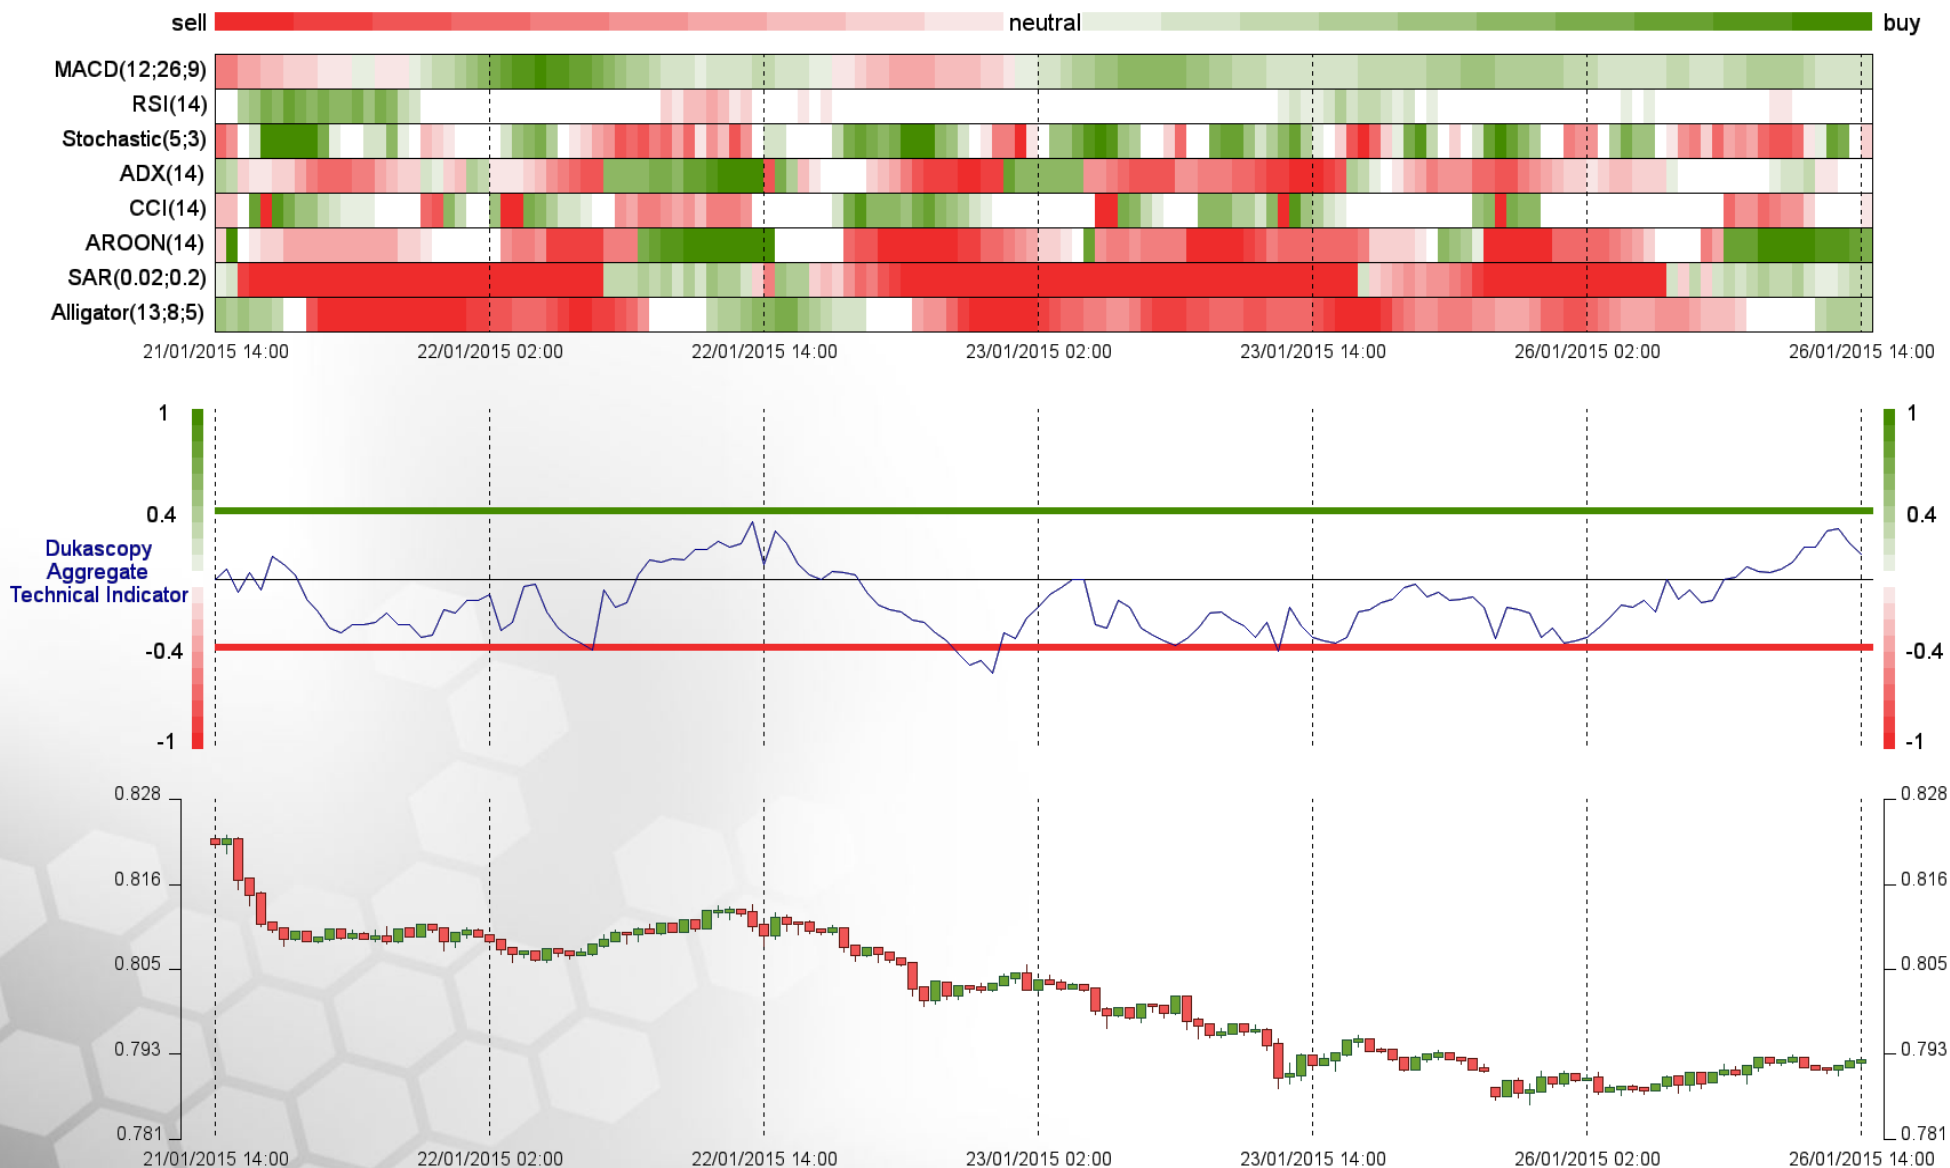 sell neutral buy
MACD(12;26;9)
RSI(14)
Stochastic(5;3)
ADX(14)
CCI(14)
AROON(14)
SAR(0.02;0.2)
Alligator(13;8;5)
21/01/2015 14:00 22/01/2015 02:00 22/01/2015 14:00 23/01/2015 02:00 23/01/2015 14:00 26/01/2015 02:00 26/01/2015 14:00
1 1
0.4 0.4
Dukascopy
Aggregate
Technical Indicator
-0.4 -0.4
-1 -1
0.828 0.828
0.816 0.816
0.805 0.805
0.793 0.793
0.781 0.781
21/01/2015 14:00 22/01/2015 02:00 22/01/2015 14:00 23/01/2015 02:00 23/01/2015 14:00 26/01/2015 02:00 26/01/2015 14:00